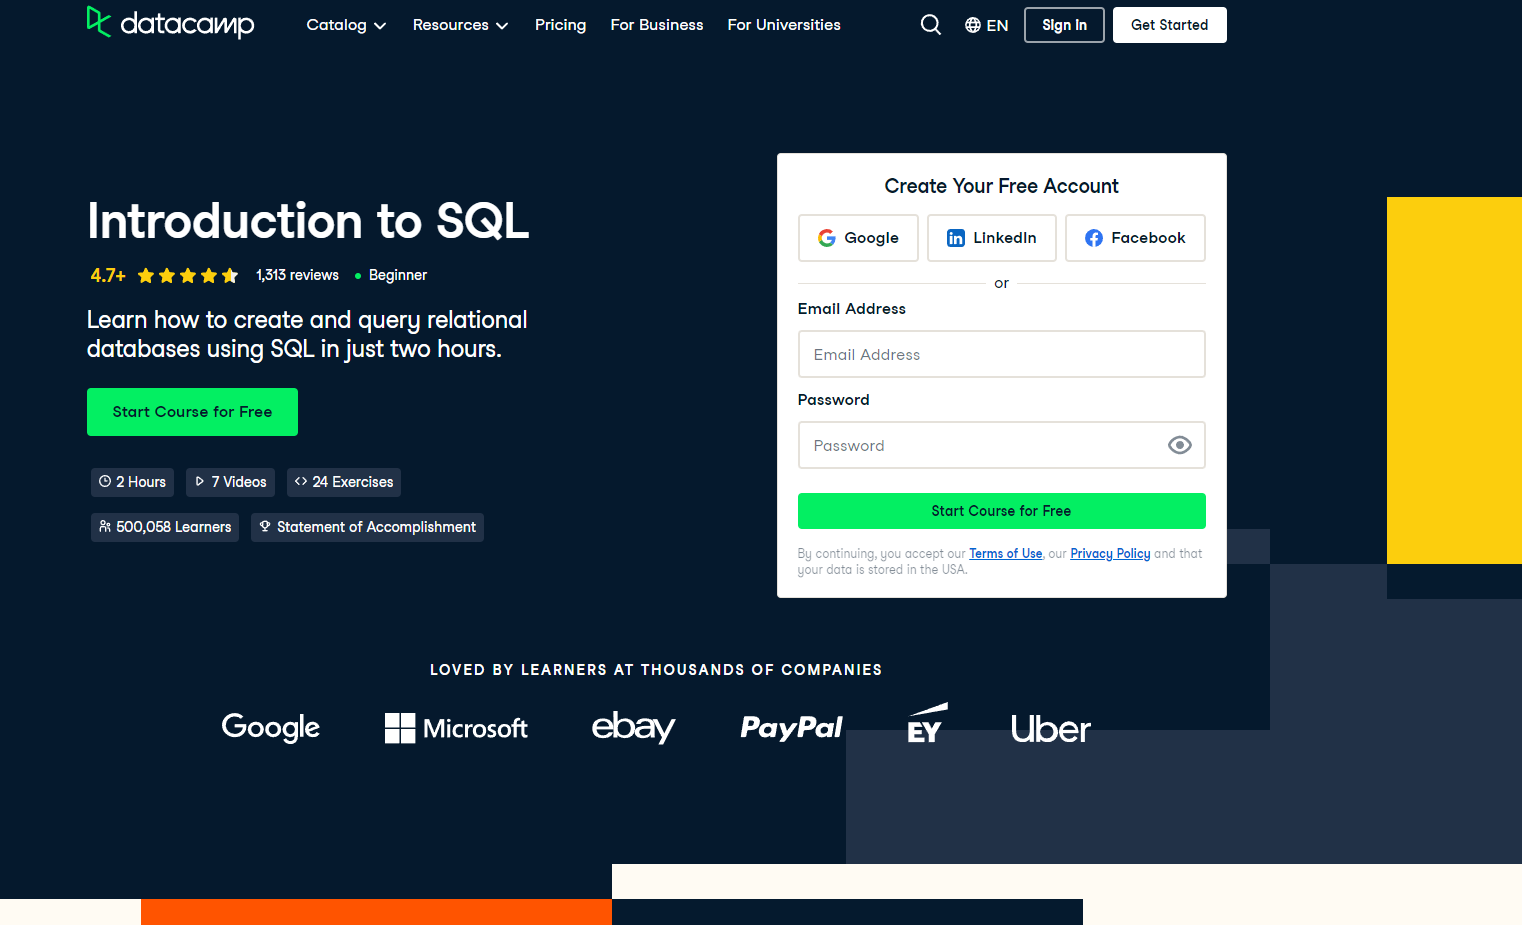 datacamp
Catalog
Resources
Pricing
For Business
For Universities
EN
Sign In
Get Started
Introduction to SQL
4.7+
1,313 reviews
Beginner
Learn how to create and query relational
databases using SQL in just two hours.
Start Course for Free
2 Hours
7 Videos
24 Exercises
500,058 Learners
Statement of Accomplishment
Create Your Free Account
Google
LinkedIn
Facebook
or
Email Address
Email Address
Password
Password
Start Course for Free
By continuing, you accept our Terms of Use, our Privacy Policy and that
your data is stored in the USA.
LOVED BY LEARNERS AT THOUSANDS OF COMPANIES
Google
Microsoft
ebay
PayPal
EY
Uber